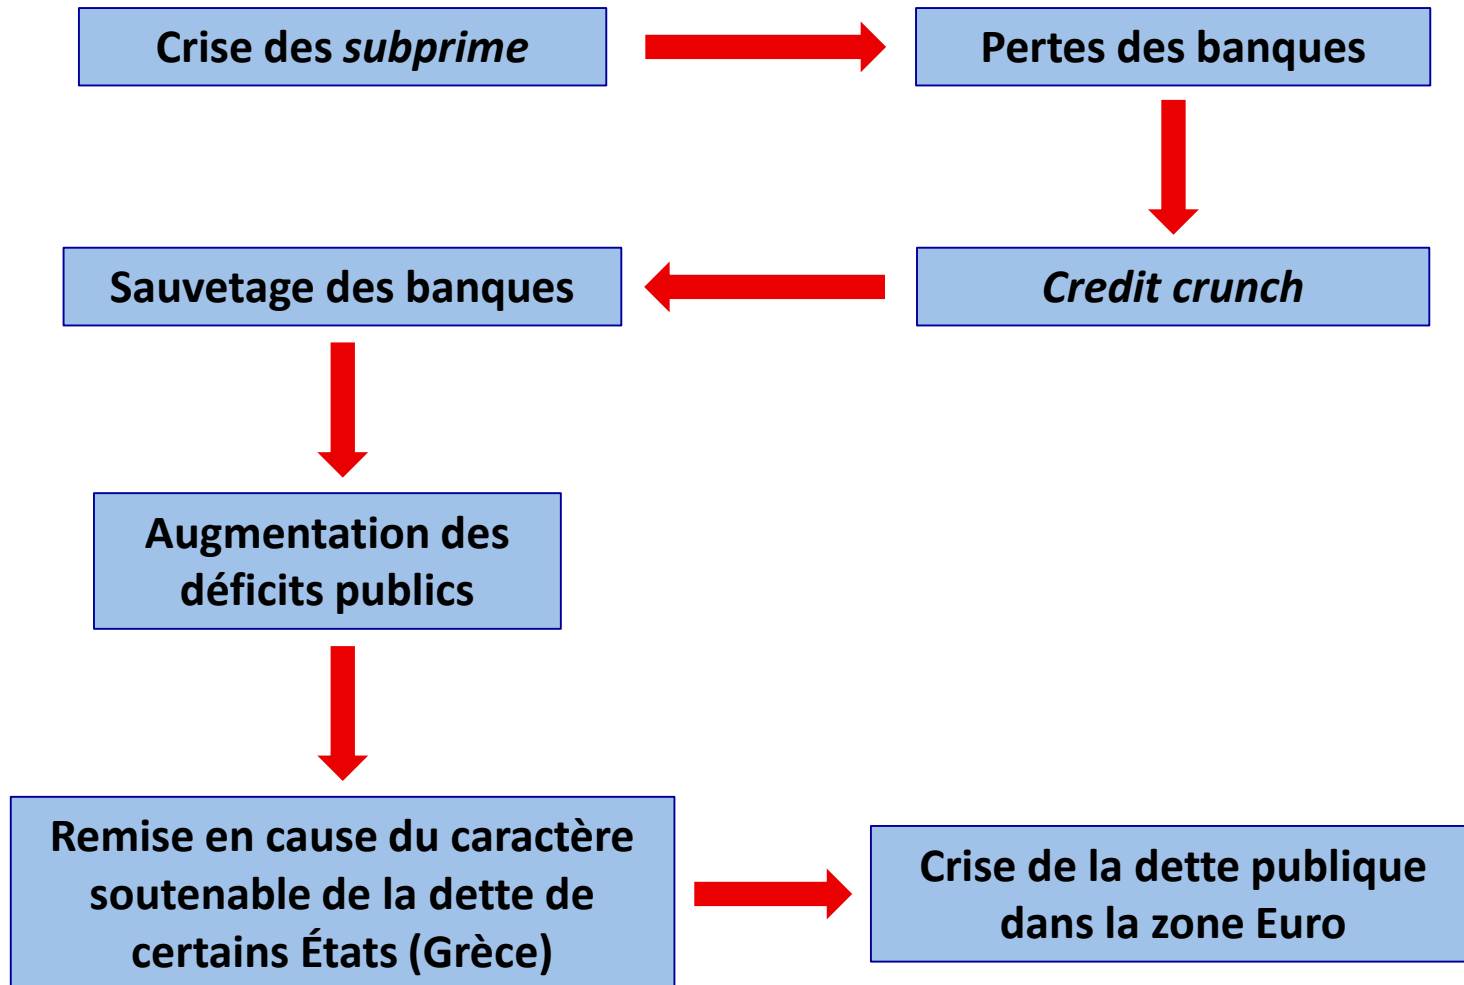 Crise des subprime
Pertes des banques
Credit crunch
Sauvetage des banques
Augmentation des
déficits publics
Remise en cause du caractère
soutenable de la dette de
certains États (Grèce)
Crise de la dette publique
dans la zone Euro